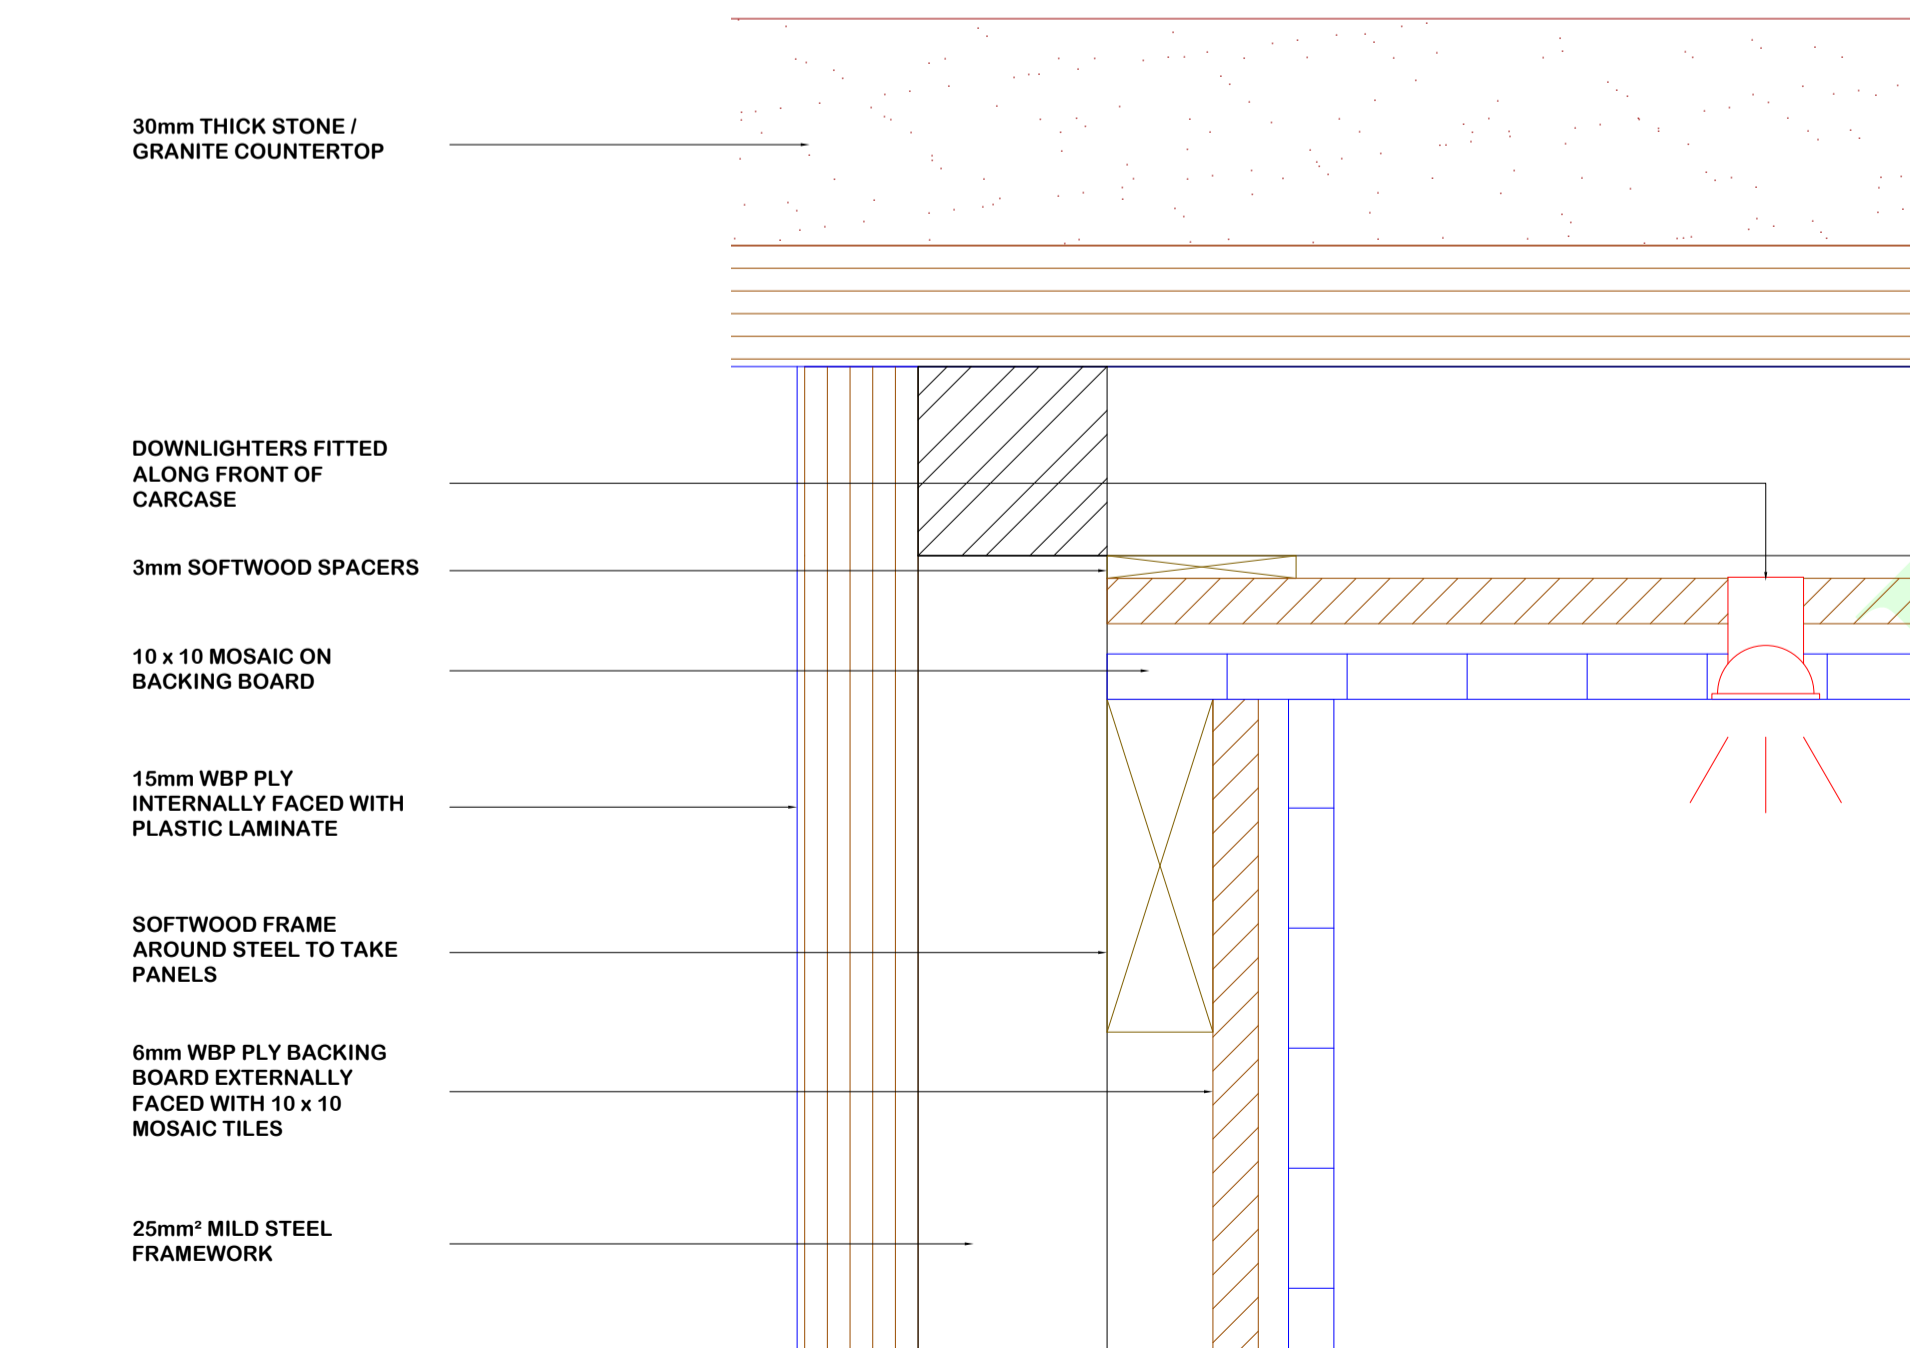 30mm THICK STONE /
GRANITE COUNTERTOP
DOWNLIGHTERS FITTED
ALONG FRONT OF
CARCASE
3mm SOFTWOOD SPACERS
10 x 10 MOSAIC ON
BACKING BOARD
15mm WBP PLY
INTERNALLY FACED WITH
PLASTIC LAMINATE
SOFTWOOD FRAME
AROUND STEEL TO TAKE
PANELS
6mm WBP PLY BACKING
BOARD EXTERNALLY
FACED WITH 10 x 10
MOSAIC TILES
25mm² MILD STEEL
FRAMEWORK